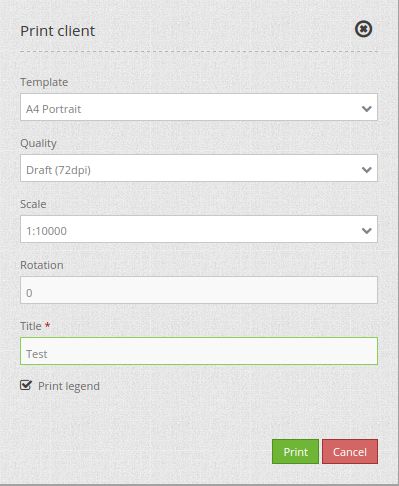 Print client
Template
A4 Portrait
Quality
Draft (72dpi)
Scale
1:10000
Rotation
0
Title *
Test
Print legend
Print Cancel